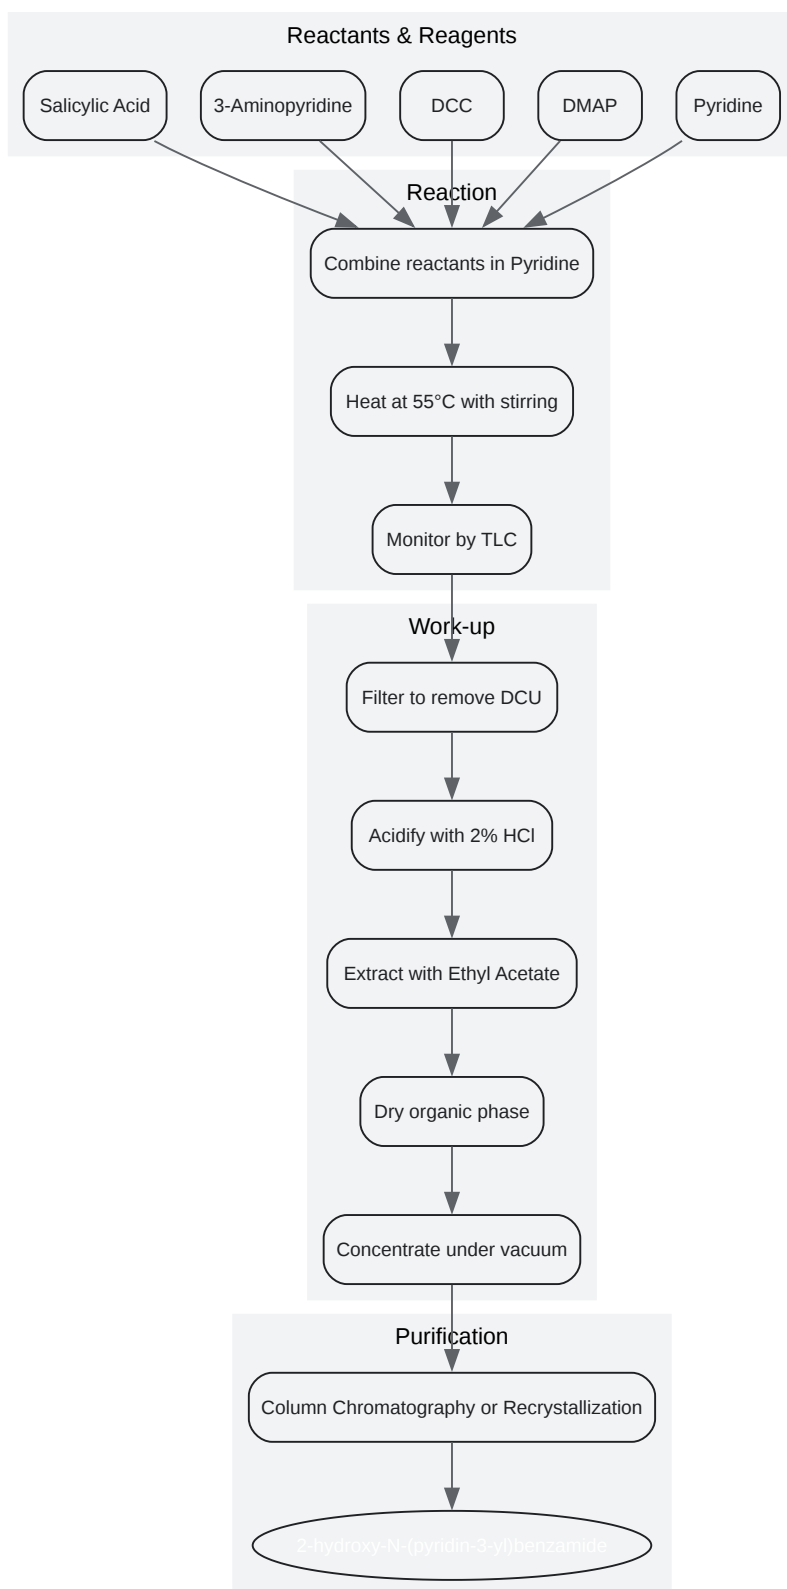 Reactants & Reagents
Salicylic Acid
3-Aminopyridine
DCC
DMAP
Pyridine
Reaction
Combine reactants in Pyridine
Heat at 55°C with stirring
Monitor by TLC
Work-up
Filter to remove DCU
Acidify with 2% HCl
Extract with Ethyl Acetate
Dry organic phase
Concentrate under vacuum
Purification
Column Chromatography or Recrystallization
2-hydroxy-N-(pyridin-3-yl)benzamide